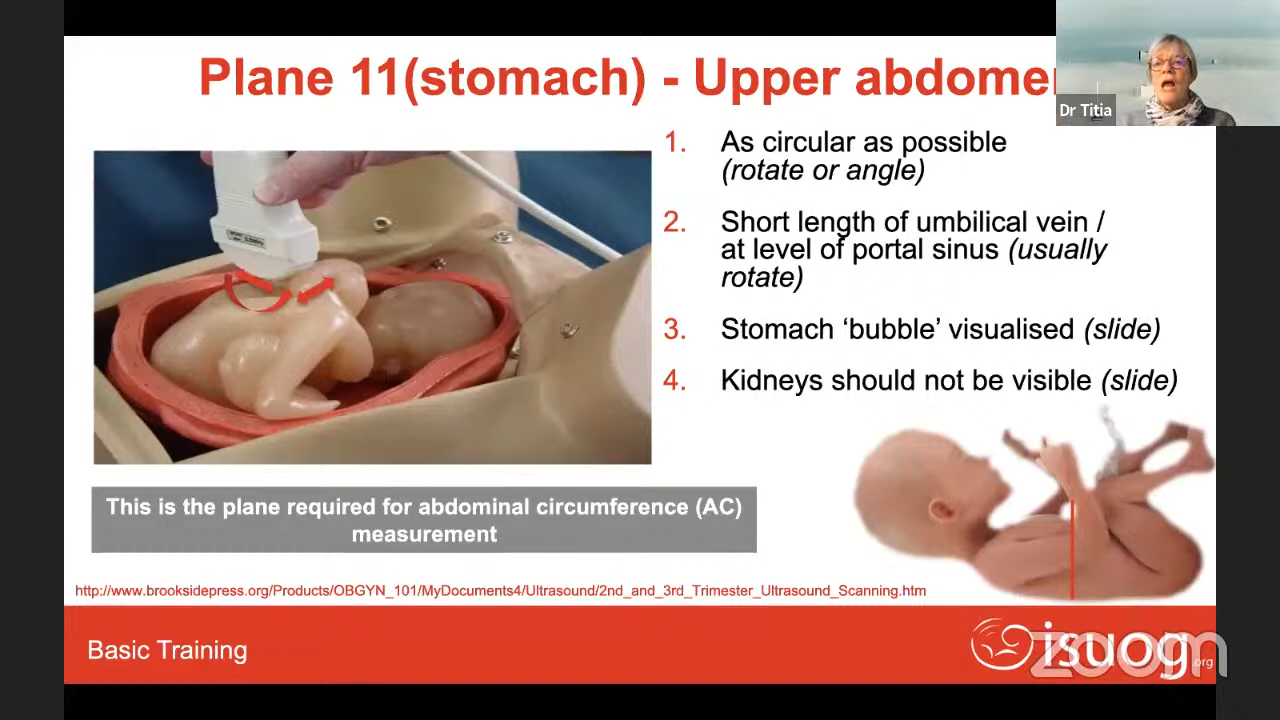 Plane 11(stomach) - Upper abdomen
Dr Titia
1. As circular as possible
(rotate or angle)
2. Short length of umbilical vein /
at level of portal sinus (usually
rotate)
3. Stomach ‘bubble’ visualised (slide)
4. Kidneys should not be visible (slide)
This is the plane required for abdominal circumference (AC)
measurement
http://www.brooksidepress.org/Products/OBGYN_101/MyDocuments4/Ultrasound/2nd_and_3rd_Trimester_Ultrasound_Scanning.htm
Basic Training
isuog.org
zoom